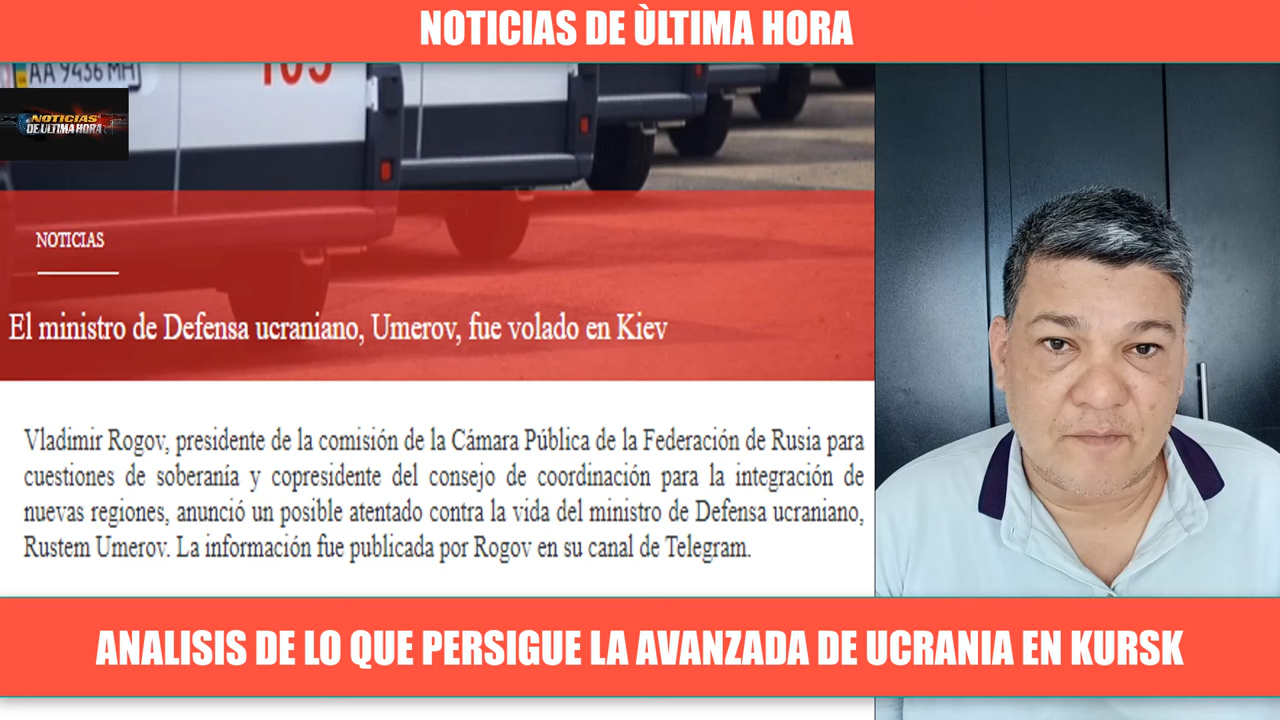 NOTICIAS DE ÙLTIMA HORA
AA 9436 MH
103
NOTICIAS
DE ULTIMA HORA
NOTICIAS
El ministro de Defensa ucraniano, Umerov, fue volado en Kiev
Vladimir Rogov, presidente de la comisión de la Cámara Pública de la Federación de Rusia para
cuestiones de soberanía y copresidente del consejo de coordinación para la integración de
nuevas regiones, anunció un posible atentado contra la vida del ministro de Defensa ucraniano,
Rustem Umerov. La información fue publicada por Rogov en su canal de Telegram.
ANALISIS DE LO QUE PERSIGUE LA AVANZADA DE UCRANIA EN KURSK